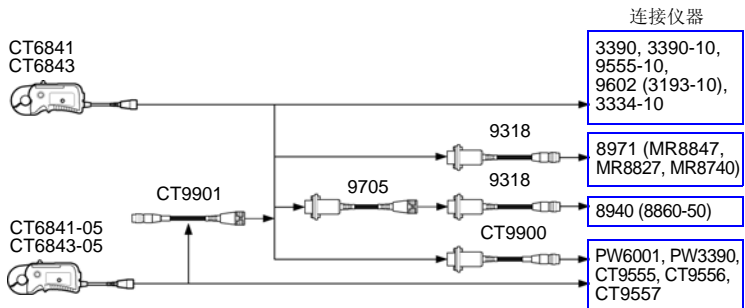 连接仪器
CT6841
CT6843
3390, 3390-10,
9555-10,
9602 (3193-10),
3334-10
9318
8971 (MR8847,
MR8827, MR8740)
CT9901
9705
9318
8940 (8860-50)
CT6841-05
CT6843-05
CT9900
PW6001, PW3390,
CT9555, CT9556,
CT9557